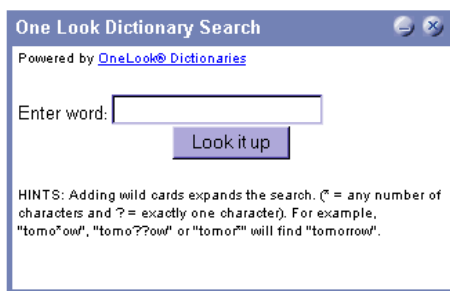 One Look Dictionary Search
Powered by OneLook® Dictionaries
Enter word:
Look it up
HINTS: Adding wild cards expands the search. (* = any number of
characters and ? = exactly one character). For example,
"tomo*ow", "tomo??ow" or "tomor*" will find "tomorrow".